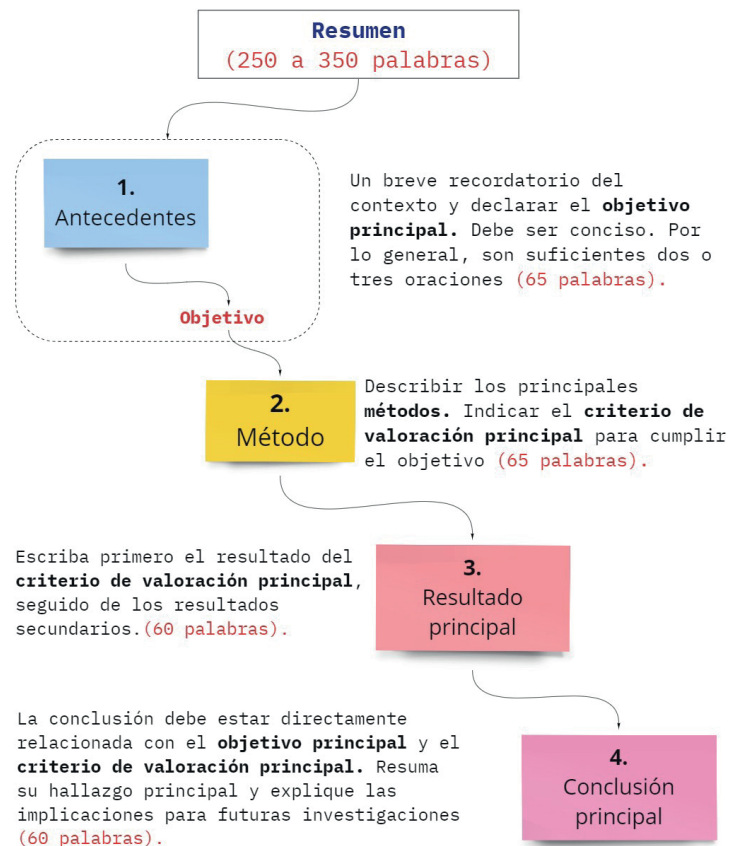 Resumen
(250 a 350 palabras)
1.
Antecedentes
Un breve recordatorio del
contexto y declarar el objetivo
principal. Debe ser conciso. Por
lo general, son suficientes dos o
tres oraciones (65 palabras).
Objetivo
2.
Método
Describir los principales
métodos. Indicar el criterio de
valoración principal para cumplir
el objetivo (65 palabras).
Escriba primero el resultado del
criterio de valoración principal,
seguido de los resultados
secundarios.(60 palabras).
3.
Resultado
principal
La conclusión debe estar directamente
relacionada con el objetivo principal y el
criterio de valoración principal. Resuma
su hallazgo principal y explique las
implicaciones para futuras investigaciones
(60 palabras).
4.
Conclusión
principal